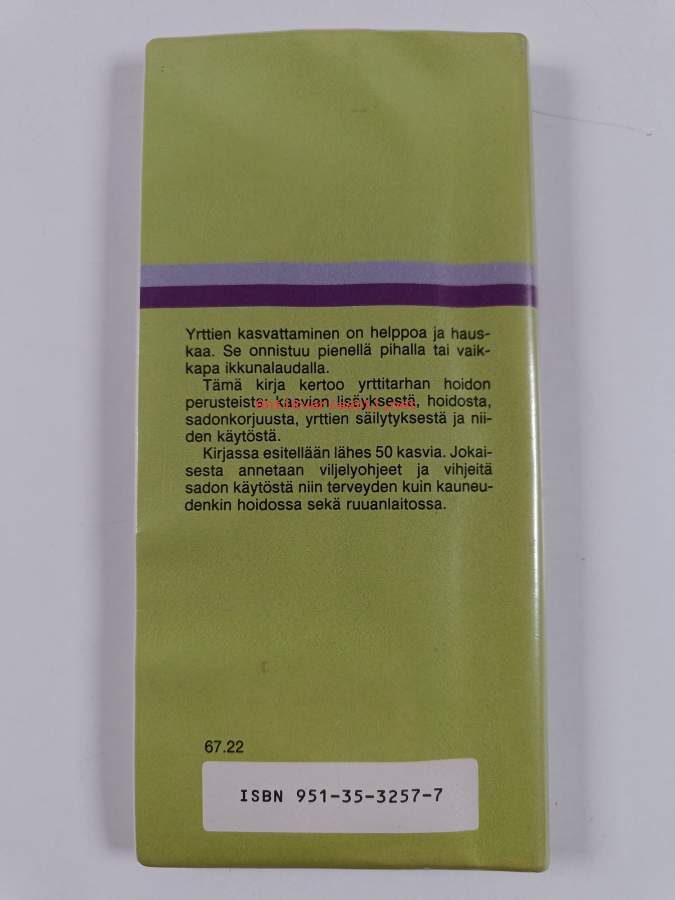 Yrttien kasvattaminen on helppoa ja haus-
kaa. Se onnistuu pienellä pihalla tai vaik-
kapa ikkunalaudalla.
Tämä kirja kertoo yrttitarhan hoidon
perusteista, kasvien lisäyksestä, hoidosta,
sadonkorjuusta, yrttien säilytyksestä ja nii-
den käytöstä.
Kirjassa esitellään lähes 50 kasvia. Jokai-
sesta annetaan viljelyohjeet ja vihjeitä
sadon käytöstä niin terveyden kuin kauneu-
denkin hoidossa sekä ruuanlaitossa.
67.22
ISBN 951-35-3257-7